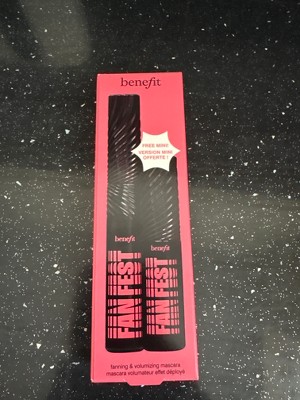 benefit
FREE MINI!
VERSION MINI
OFFERTE !
benefit
FAN FEST
benefit
FAN FEST
fanning & volumizing mascara
mascara volumateur effet déployé